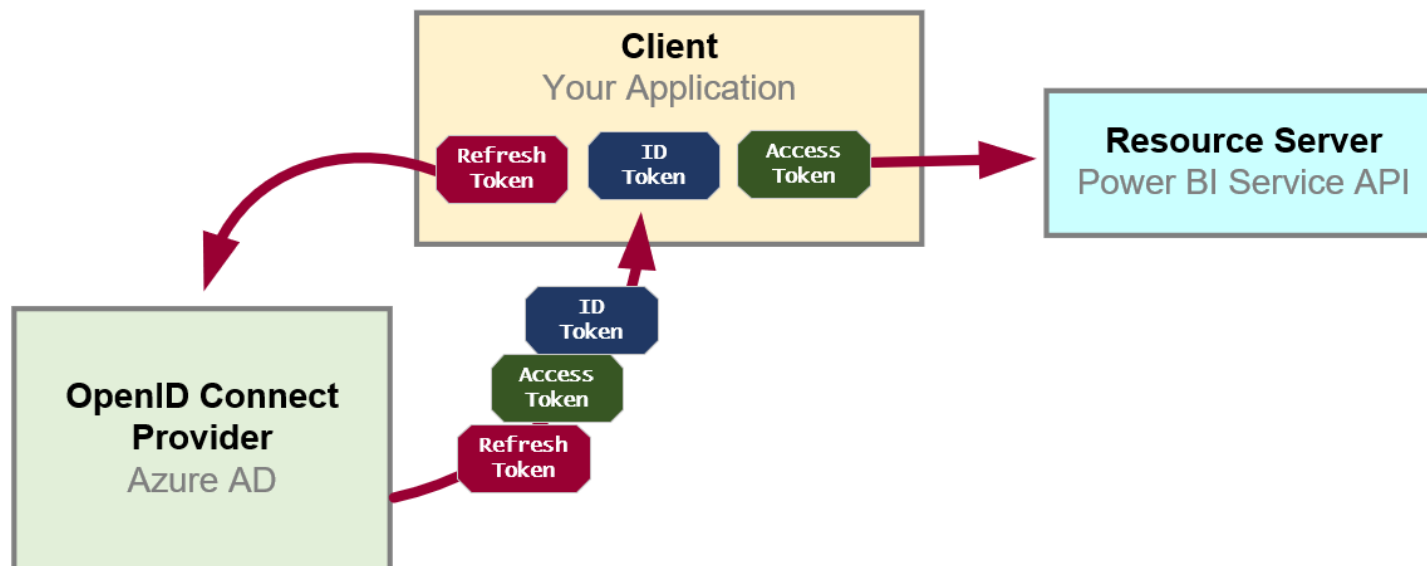 Client
Your Application
Refresh
Token
ID
Token
Access
Token
Resource Server
Power BI Service API
ID
Token
Access
Token
Refresh
Token
OpenID Connect
Provider
Azure AD